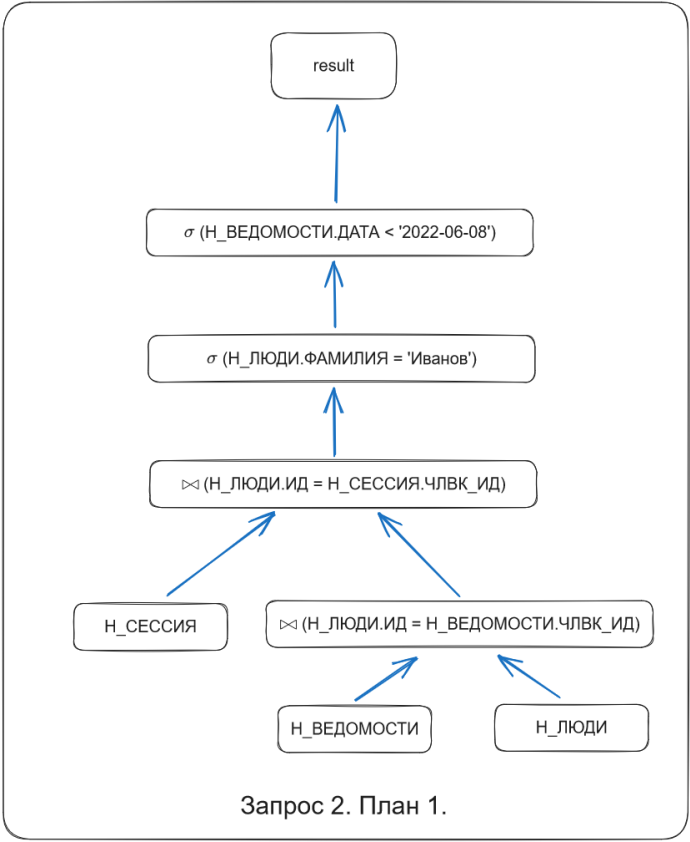 result
σ (Н_ВЕДОМОСТИ.ДАТА < '2022-06-08')
σ (Н_ЛЮДИ.ФАМИЛИЯ = 'Иванов')
⋈ (Н_ЛЮДИ.ИД = Н_СЕССИЯ.ЧЛВК_ИД)
Н_СЕССИЯ
⋈ (Н_ЛЮДИ.ИД = Н_ВЕДОМОСТИ.ЧЛВК_ИД)
Н_ВЕДОМОСТИ
Н_ЛЮДИ
Запрос 2. План 1.